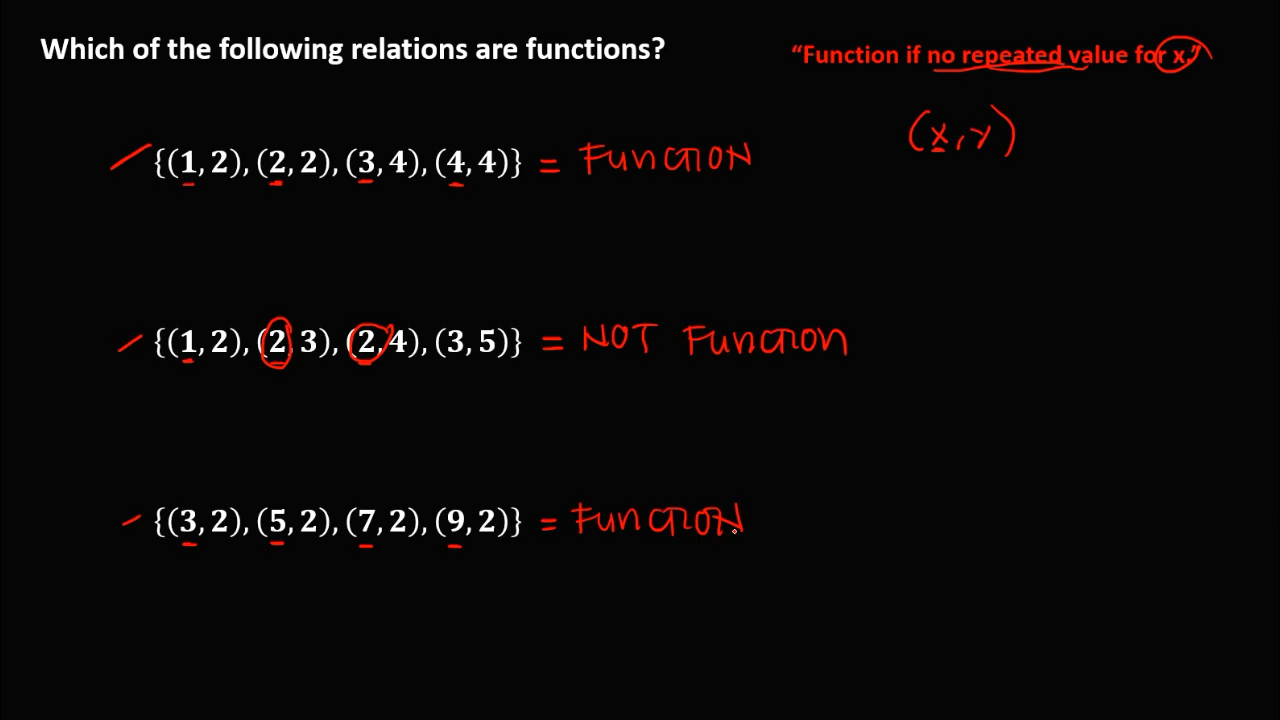 Which of the following relations are functions?
“Function if no repeated value for x.”
(x,y)
{(1, 2), (2, 2), (3, 4), (4, 4)} = FUNCTION
{(1, 2), (2, 3), (2, 4), (3, 5)} = NOT FUNCTION
{(3, 2), (5, 2), (7, 2), (9, 2)} = FUNCTION